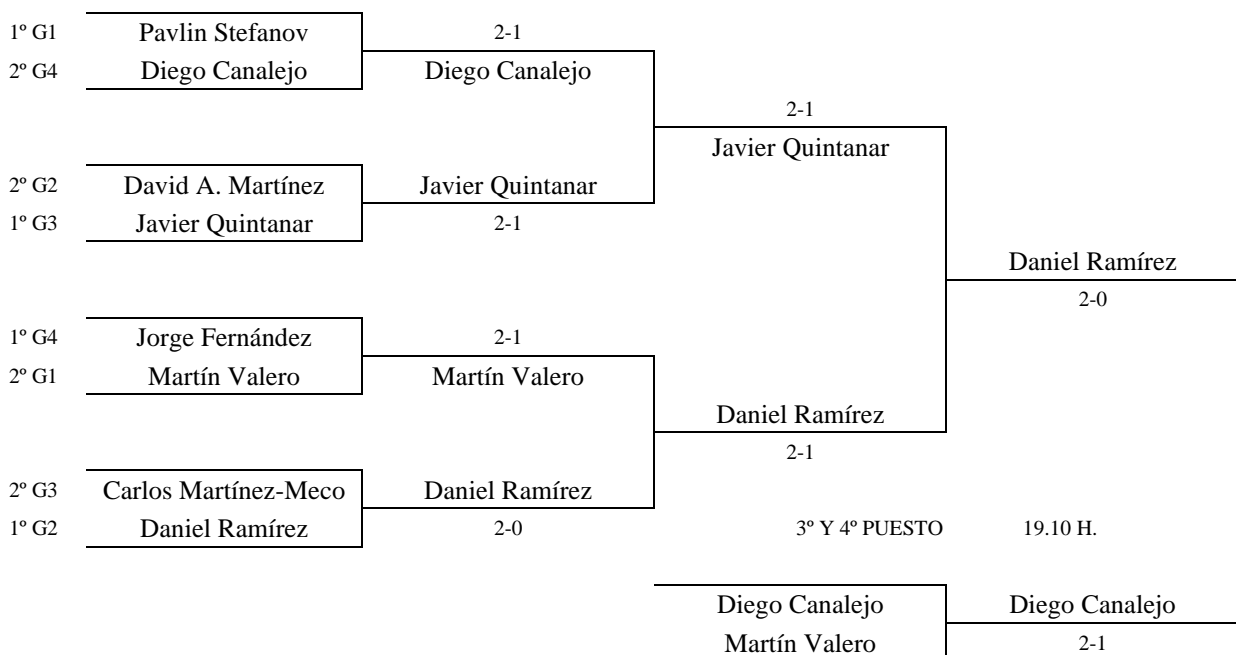 1º G1 Pavlin Stefanov 2-1
2º G4 Diego Canalejo Diego Canalejo
2-1
Javier Quintanar
2º G2 David A. Martínez Javier Quintanar
1º G3 Javier Quintanar 2-1
Daniel Ramírez
2-0
1º G4 Jorge Fernández 2-1
2º G1 Martín Valero Martín Valero
Daniel Ramírez
2-1
2º G3 Carlos Martínez-Meco Daniel Ramírez
1º G2 Daniel Ramírez 2-0 3º Y 4º PUESTO 19.10 H.
Diego Canalejo Diego Canalejo
Martín Valero 2-1